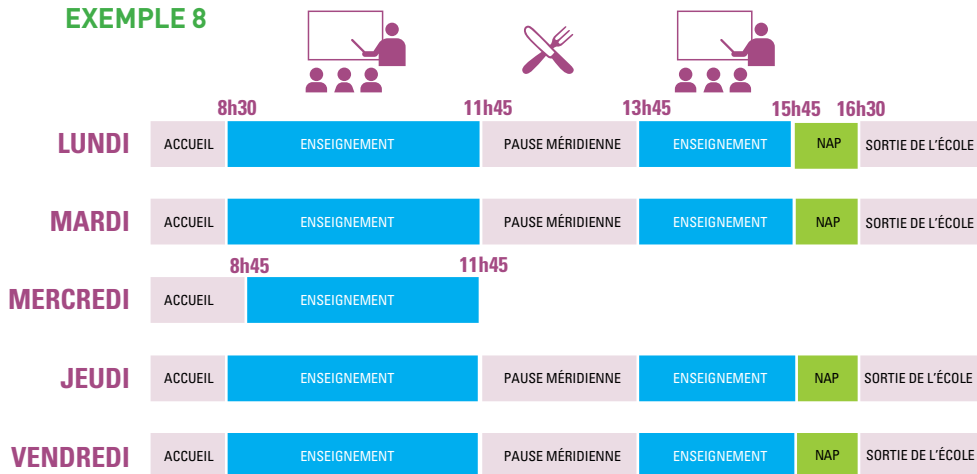 EXEMPLE 8
8h30 11h45 13h45 15h45 16h30
LUNDI ACCUEIL ENSEIGNEMENT PAUSE MÉRIDIENNE ENSEIGNEMENT NAP SORTIE DE L'ÉCOLE
MARDI ACCUEIL ENSEIGNEMENT PAUSE MÉRIDIENNE ENSEIGNEMENT NAP SORTIE DE L'ÉCOLE
8h45 11h45
MERCREDI ACCUEIL ENSEIGNEMENT
JEUDI ACCUEIL ENSEIGNEMENT PAUSE MÉRIDIENNE ENSEIGNEMENT NAP SORTIE DE L'ÉCOLE
VENDREDI ACCUEIL ENSEIGNEMENT PAUSE MÉRIDIENNE ENSEIGNEMENT NAP SORTIE DE L'ÉCOLE